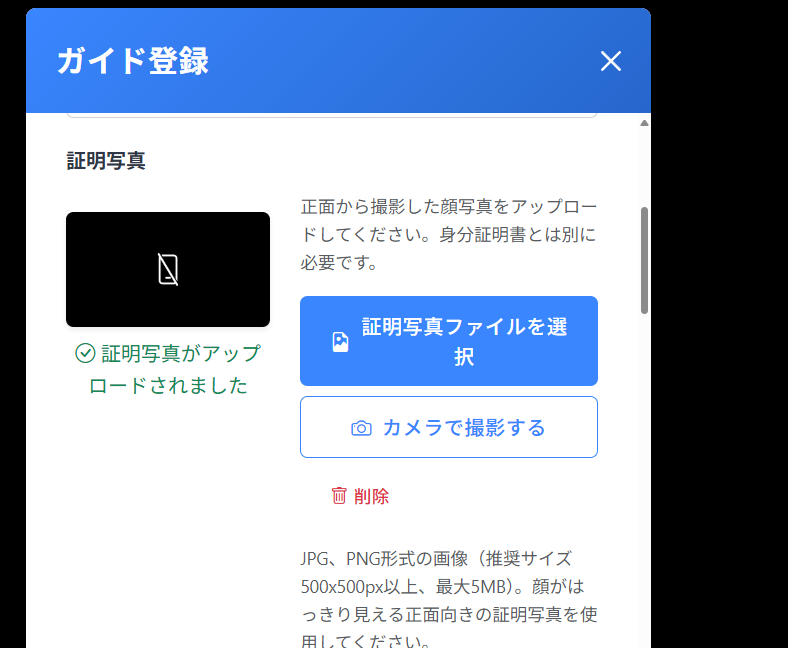 ガイド登録
証明写真
正面から撮影した顔写真をアップロー
ドしてください。身分証明書とは別に
必要です。
証明写真がアップ
ロードされました
証明写真ファイルを選
択
カメラで撮影する
削除
JPG、PNG形式の画像（推奨サイズ
500x500px以上、最大5MB）。顔がは
っきり見える正面向きの証明写真を使
用してください。